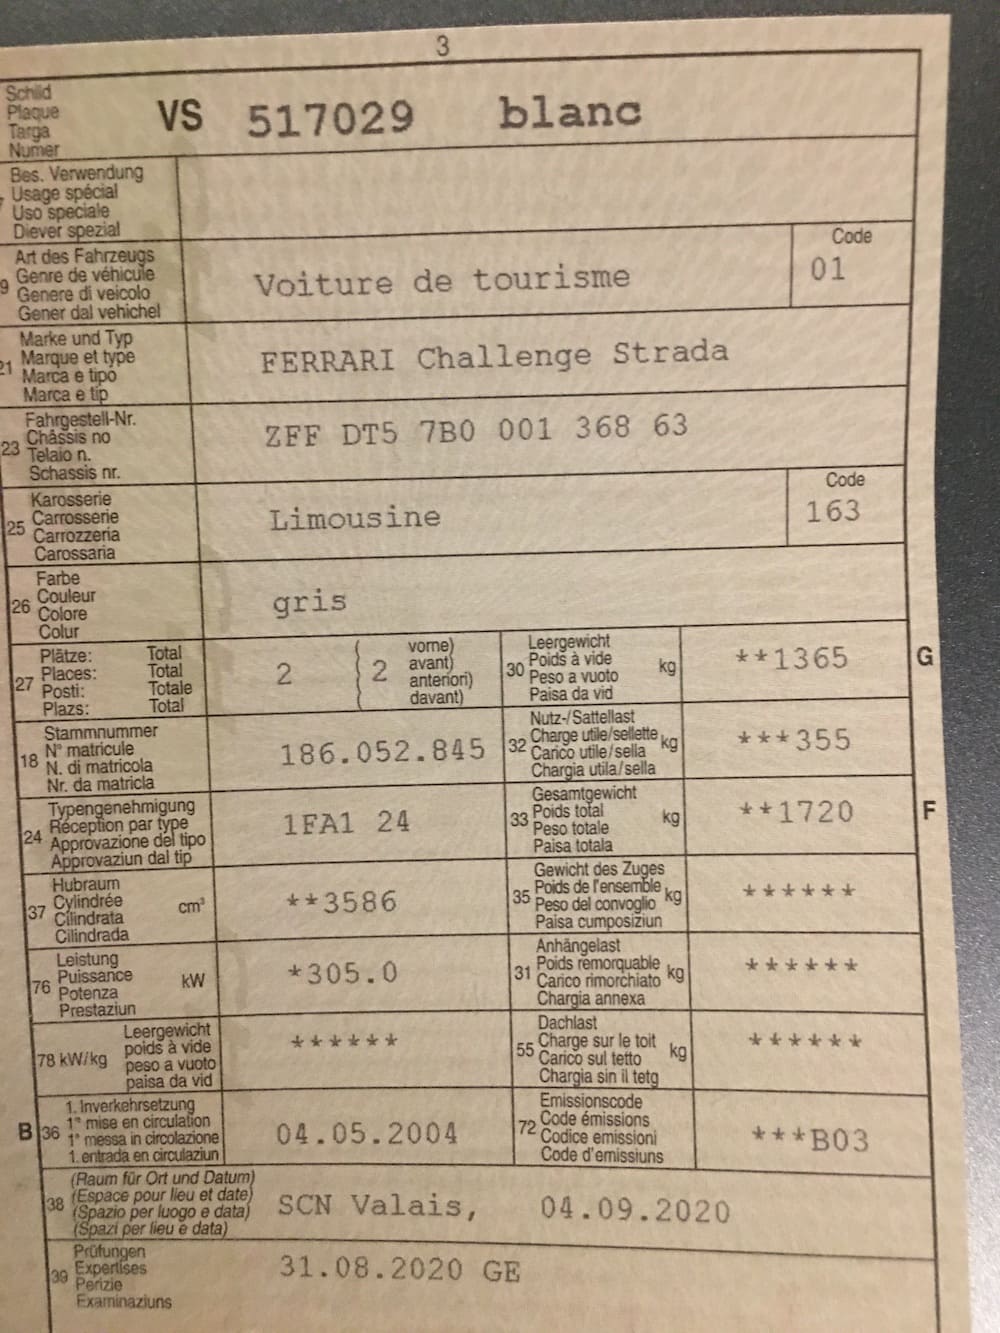 3
Schild
Plaque
Targa
Numer
VS 517029 blanc
Bes. Verwendung
Usage spécial
Uso speciale
Diever spezial
Art des Fahrzeugs
Genre de véhicule
Genere di veicolo
Gener dal vehichel
9
Voiture de tourisme
Code
01
Marke und Typ
Marque et type
Marca e tipo
Marca e tip
21
FERRARI Challenge Strada
Fahrgestell-Nr.
Châssis no
Telaio n.
Schassis nr.
23
ZFF DT5 7B0 001 368 63
Karosserie
Carrosserie
Carrozzeria
Carossaria
25
Limousine
Code
163
Farbe
Couleur
Colore
Colur
26
gris
27
Plätze: Total
Places: Total
Posti: Totale
Plazs: Total
2 ( 2
vorne)
avant)
anteriori)
davant)
30
Leergewicht
Poids à vide
Peso a vuoto
Paisa da vid
kg
**1365
G
18
Stammnummer
N° matricule
N. di matricola
Nr. da matricla
186.052.845
32
Nutz-/Sattellast
Charge utile/sellette
Carico utile/sella
Chargia utila/sella
kg
***355
24
Typengenehmigung
Réception par type
Approvazione del tipo
Approvaziun dal tip
1FA1 24
33
Gesamtgewicht
Poids total
Peso totale
Paisa totala
kg
**1720
F
37
Hubraum
Cylindrée
Cilindrata
Cilindrada
cm³
**3586
35
Gewicht des Zuges
Poids de l'ensemble
Peso del convoglio
Paisa cumposiziun
kg
******
76
Leistung
Puissance
Potenza
Prestaziun
kW
*305.0
31
Anhängelast
Poids remorquable
Carico rimorchiato
Chargia annexa
kg
******
78 kW/kg
Leergewicht
poids à vide
peso a vuoto
paisa da vid
******
55
Dachlast
Charge sur le toit
Carico sul tetto
Chargia sin il tetg
kg
******
B 36
1. Inverkehrsetzung
1re mise en circulation
1a messa in circolazione
1. entrada en circulaziun
04.05.2004
72
Emissionscode
Code émissions
Codice emissioni
Code d'emissiuns
***B03
38
(Raum für Ort und Datum)
(Espace pour lieu et date)
(Spazio per luogo e data)
(Spazi per lieu e data)
SCN Valais, 04.09.2020
39
Prüfungen
Expertises
Perizie
Examinaziuns
31.08.2020 GE